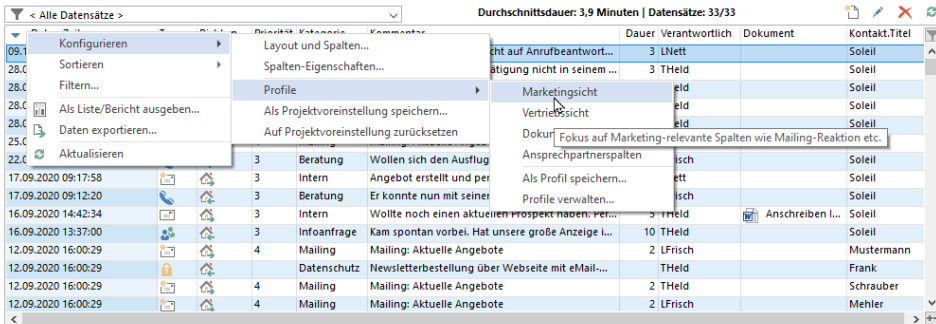 < Alle Datensätze >
Durchschnittsdauer: 3,9 Minuten | Datensätze: 33/33
Priorität Kategorie Kommentar Dauer Verantwortlich Dokument Kontakt.Titel
Konfigurieren
Sortieren
Filtern...
Als Liste/Bericht ausgeben...
Daten exportieren...
Aktualisieren
Layout und Spalten...
Spalten-Eigenschaften...
Profile
Als Projektvoreinstellung speichern...
Auf Projektvoreinstellung zurücksetzen
Marketingsicht
Vertriebssicht
Fokus auf Marketing-relevante Spalten wie Mailing-Reaktion etc.
Ansprechpartnerspalten
Als Profil speichern...
Profile verwalten...
auf Anrufbeantwort... 3 LNett Soleil
nicht in seinem ... 3 THeld Soleil
Soleil
Soleil
Soleil
22.0 3 Beratung Wollen sich den Ausflug Soleil
17.09.2020 09:17:58 3 Intern Angebot erstellt und Soleil
17.09.2020 09:12:20 3 Beratung Er konnte nun mit Soleil
16.09.2020 14:42:34 3 Intern Wollte noch einen aktuellen Prospekt haben. Per... 5 THeld Anschreiben I... Soleil
16.09.2020 13:37:00 3 Infoanfrage Kam spontan vorbei. Hat unsere große Anzeige i... 10 THeld Soleil
12.09.2020 16:00:29 4 Mailing Mailing: Aktuelle Angebote 2 LFrisch Mustermann
12.09.2020 16:00:29 Datenschutz Newsletterbestellung über Webseite mit eMail-... THeld Frank
12.09.2020 16:00:29 4 Mailing Mailing: Aktuelle Angebote 2 THeld Schrauber
12.09.2020 16:00:29 4 Mailing Mailing: Aktuelle Angebote 2 LFrisch Mehler